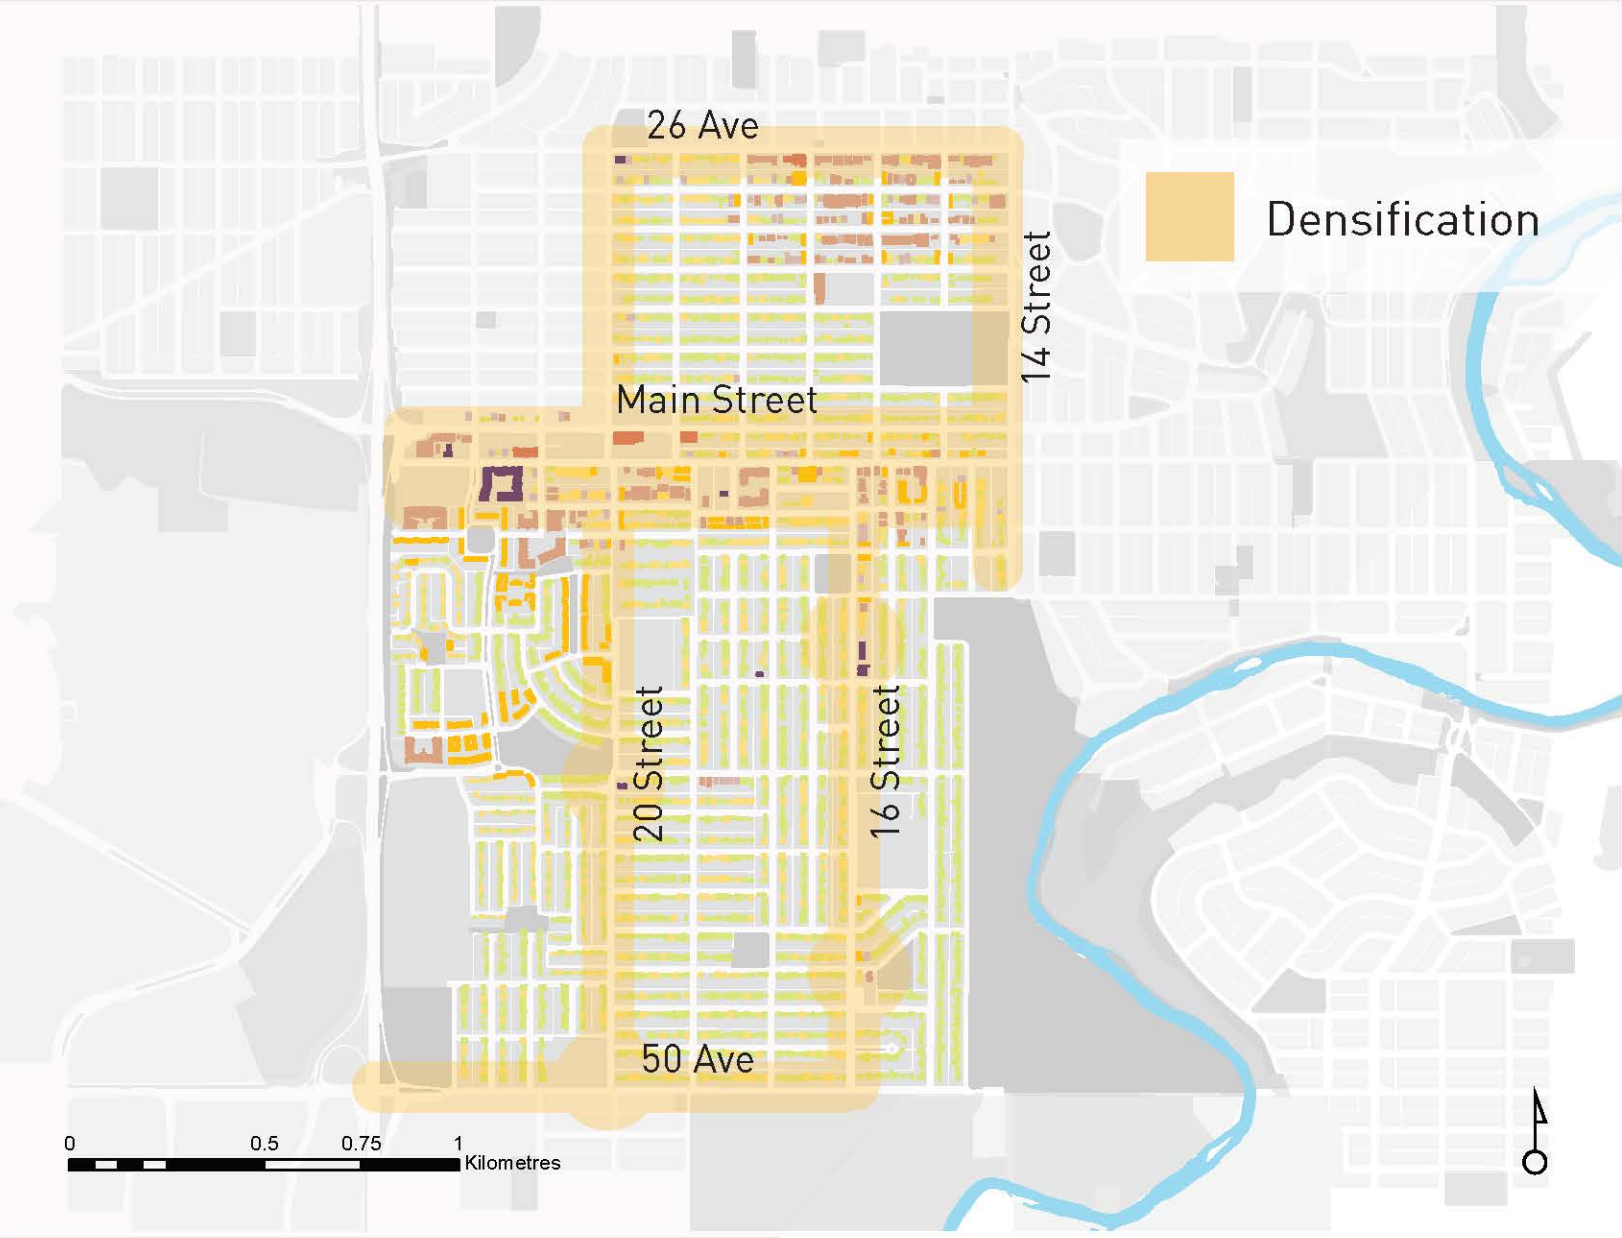 26 Ave
Densification
14 Street
Main Street
20 Street
16 Street
50 Ave
0 0.5 0.75 1
Kilometres